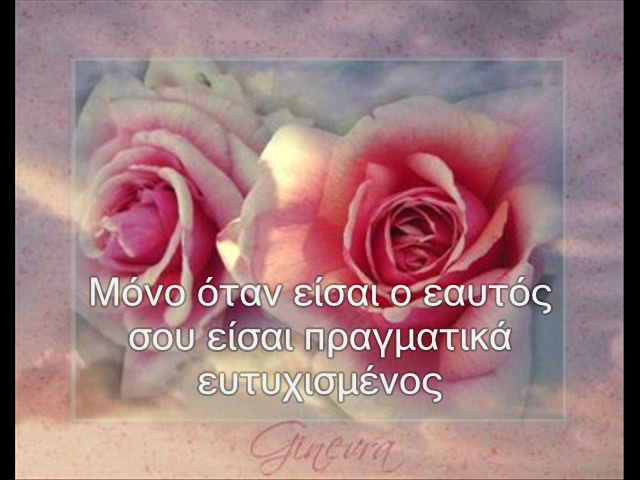 Μόνο όταν είσαι ο εαυτός
σου είσαι πραγματικά
ευτυχισμένος
Ginevra